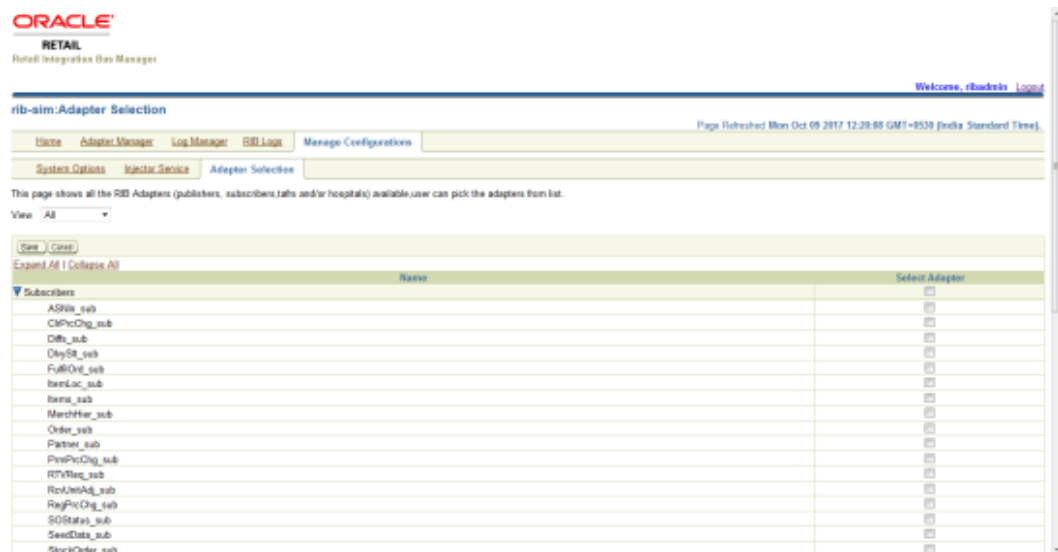 ORACLE'
RETAIL
Retail Integration Bus Manager
Welcome, ribadmin Logout
rib-sim:Adapter Selection
Page Refreshed Mon Oct 09 2017 12:20:08 GMT+0530 (India Standard Time).
Home Adapter Manager Log Manager RIB Logs Manage Configurations
System Options Injector Service Adapter Selection
This page shows all the RIB Adapters (publishers, subscribers,tafrs and/or hospitals) available,user can pick the adapters from list.
View All
Save Cancel
Expand All | Collapse All
Name Select Adapter
Subscribers
ASNIn_sub
ClrPrcChg_sub
Diffs_sub
DlvySlt_sub
FulfilOrd_sub
ItemLoc_sub
Items_sub
MerchHier_sub
Order_sub
Partner_sub
PrmPrcChg_sub
RTVReq_sub
RcvUnitAdj_sub
RegPrcChg_sub
SOStatus_sub
SeedData_sub
StockOrder_sub